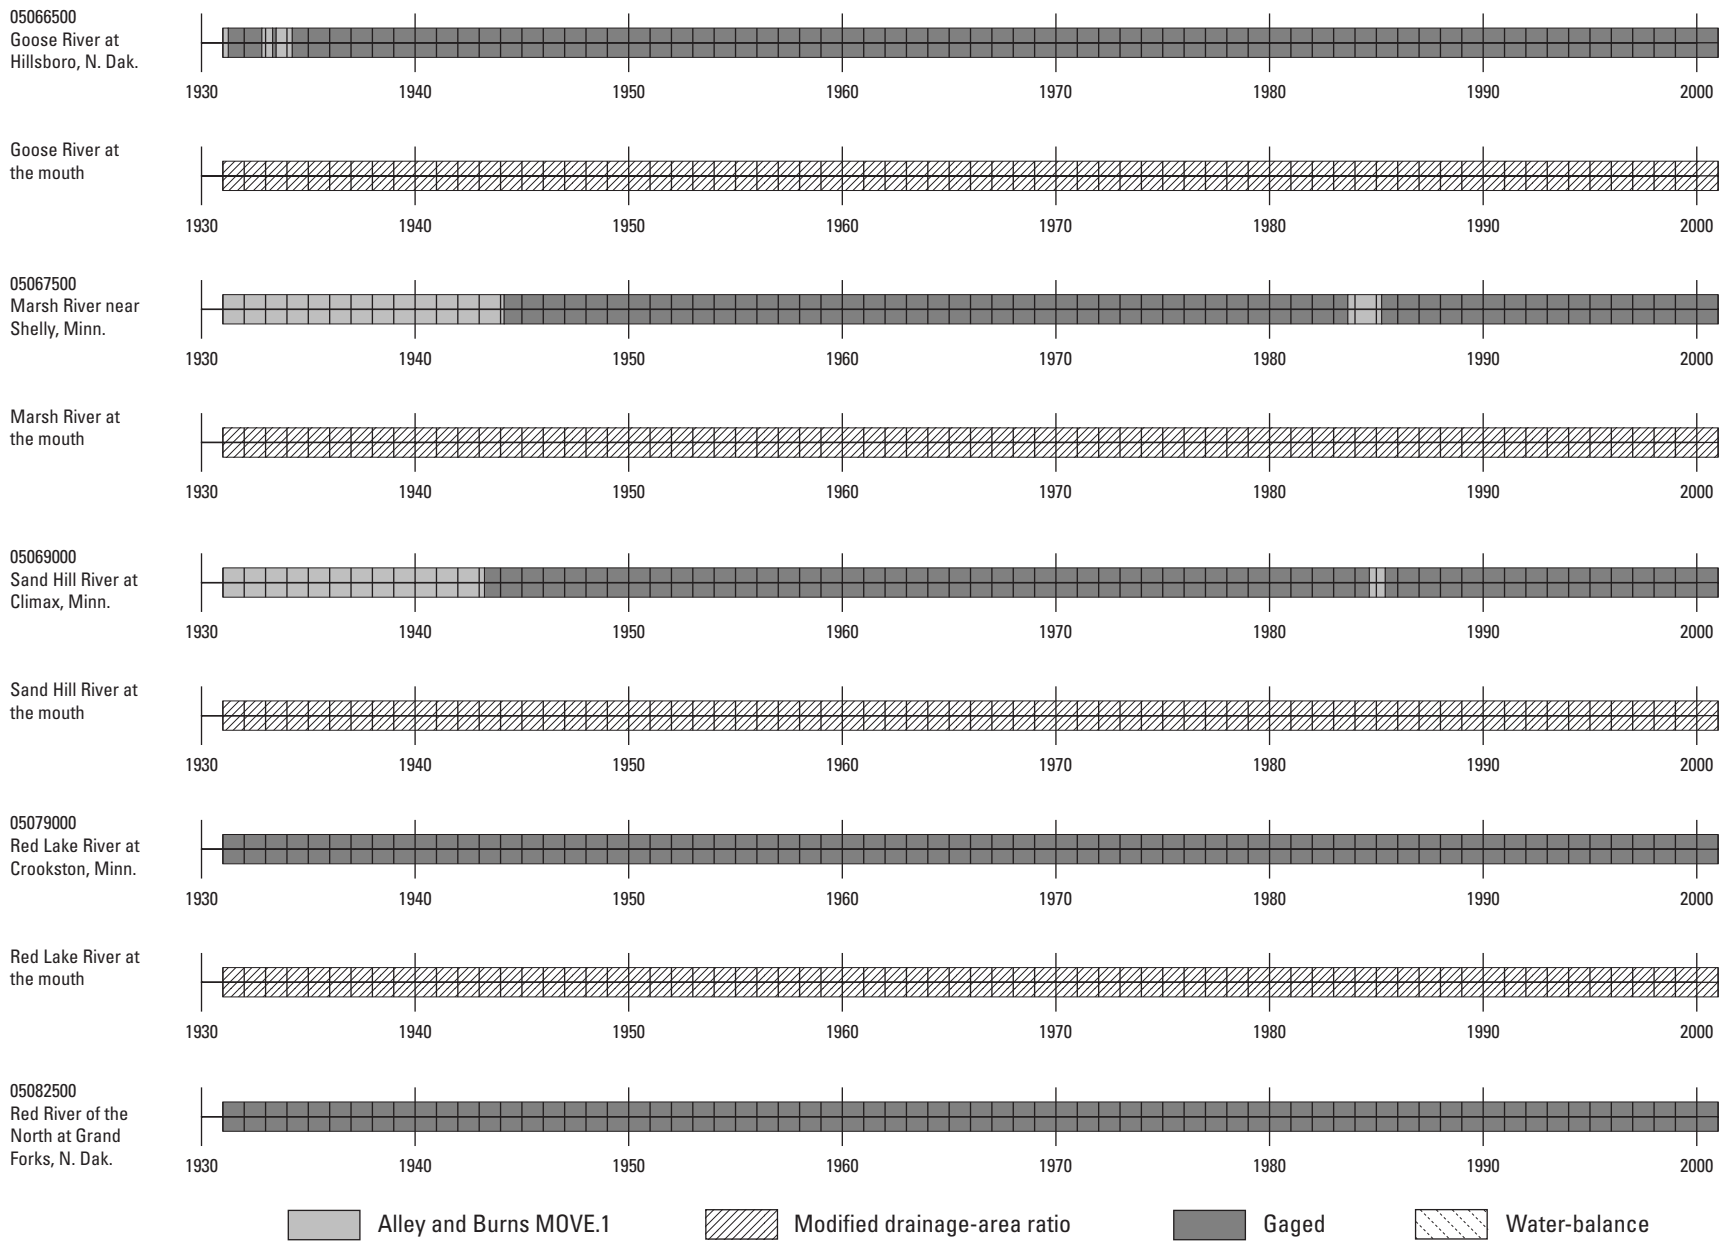 05066500
Goose River at
Hillsboro, N. Dak.
1930 1940 1950 1960 1970 1980 1990 2000
Goose River at
the mouth
1930 1940 1950 1960 1970 1980 1990 2000
05067500
Marsh River near
Shelly, Minn.
1930 1940 1950 1960 1970 1980 1990 2000
Marsh River at
the mouth
1930 1940 1950 1960 1970 1980 1990 2000
05069000
Sand Hill River at
Climax, Minn.
1930 1940 1950 1960 1970 1980 1990 2000
Sand Hill River at
the mouth
1930 1940 1950 1960 1970 1980 1990 2000
05079000
Red Lake River at
Crookston, Minn.
1930 1940 1950 1960 1970 1980 1990 2000
Red Lake River at
the mouth
1930 1940 1950 1960 1970 1980 1990 2000
05082500
Red River of the
North at Grand
Forks, N. Dak.
1930 1940 1950 1960 1970 1980 1990 2000
Alley and Burns MOVE.1 Modified drainage-area ratio Gaged Water-balance